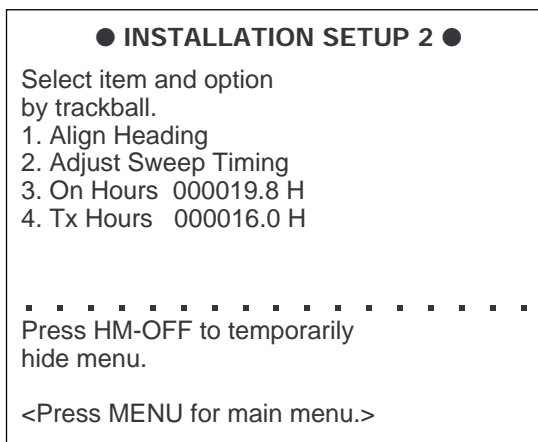 ● INSTALLATION SETUP 2 ●
Select item and option
by trackball.
1. Align Heading
2. Adjust Sweep Timing
3. On Hours 000019.8 H
4. Tx Hours 000016.0 H
Press HM-OFF to temporarily
hide menu.
<Press MENU for main menu.>